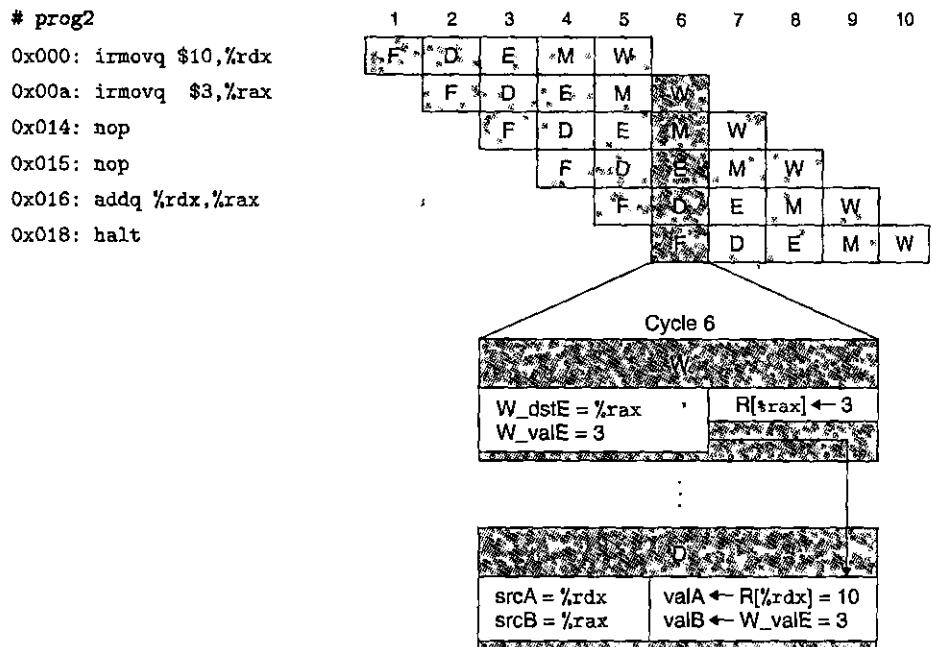 # prog2
1 2 3 4 5 6 7 8 9 10
0x000: irmovq $10,%rdx F D E M W
0x00a: irmovq $3,%rax F D E M W
0x014: nop F D E M W
0x015: nop F D E M W
0x016: addq %rdx,%rax F D E M W
0x018: halt F D E M W
Cycle 6
W
W_dstE = %rax R[%rax] ← 3
W_valE = 3
D
srcA = %rdx valA ← R[%rdx] = 10
srcB = %rax valB ← W_valE = 3